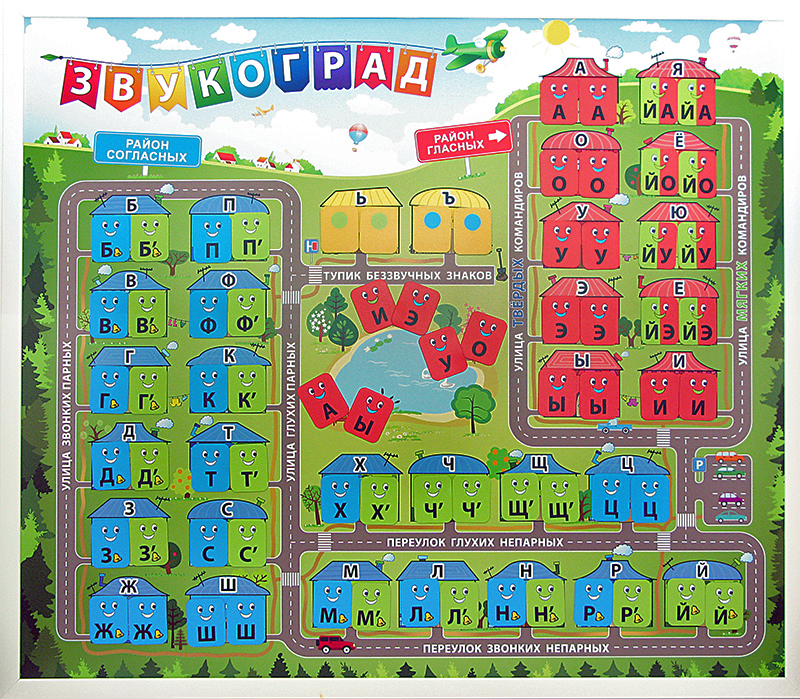 ЗВУКОГРАД
РАЙОН
СОГЛАСНЫХ
РАЙОН
ГЛАСНЫХ
УЛИЦА ЗВОНКИХ ПАРНЫХ
Б
Б Б'
П
П П'
В
В В'
Ф
Ф Ф'
Г
Г Г'
К
К К'
Д
Д Д'
Т
Т Т'
З
З З'
С
С С'
Ж
Ж Ж
Ш
Ш Ш
УЛИЦА ГЛУХИХ ПАРНЫХ
Ь
Ъ
ТУПИК БЕЗЗВУЧНЫХ ЗНАКОВ
И Э
У О
А Ы
УЛИЦА ТВЕРДЫХ КОМАНДИРОВ
А
А А
Я
ЙА ЙА
О
О О
Ё
ЙО ЙО
У
У У
Ю
ЙУ ЙУ
Э
Э Э
Е
ЙЭ ЙЭ
Ы
Ы Ы
И
И И
УЛИЦА МЯГКИХ КОМАНДИРОВ
P
Х
Х Х'
Ч
Ч' Ч'
Щ
Щ' Щ'
Ц
Ц Ц
ПЕРЕУЛОК ГЛУХИХ НЕПАРНЫХ
М
М М'
Л
Л Л'
Н
Н Н'
Р
Р Р'
Й
Й' Й'
ПЕРЕУЛОК ЗВОНКИХ НЕПАРНЫХ